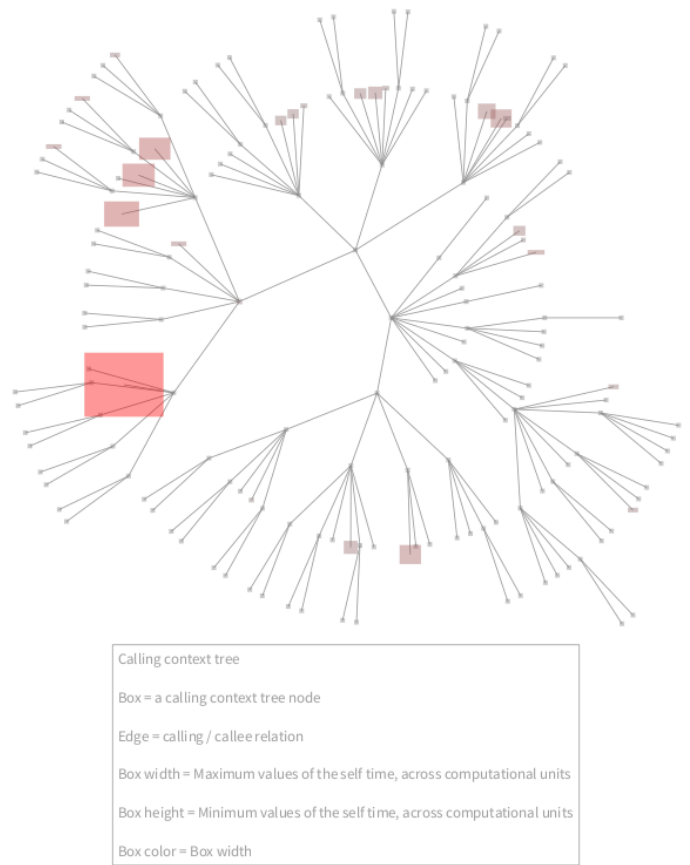 Calling context tree
Box = a calling context tree node
Edge = calling / callee relation
Box width = Maximum values of the self time, across computational units
Box height = Minimum values of the self time, across computational units
Box color = Box width